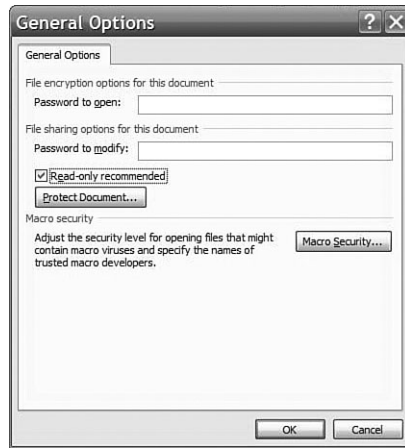 General Options
General Options
File encryption options for this document
Password to open:
File sharing options for this document
Password to modify:
Read-only recommended
Protect Document...
Macro security
Adjust the security level for opening files that might
contain macro viruses and specify the names of
trusted macro developers.
Macro Security...
OK Cancel